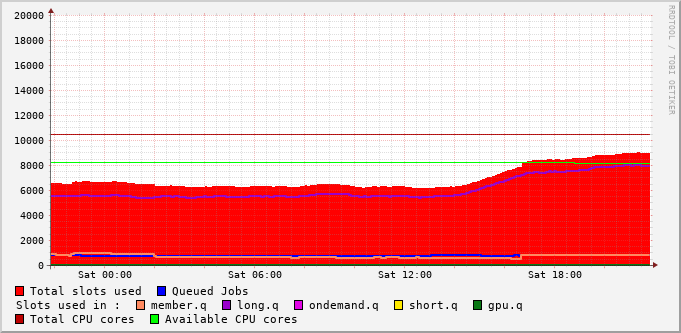 RRDTOOL / TOBI OETIKER
20000
18000
16000
14000
12000
10000
8000
6000
4000
2000
0
Sat 00:00 Sat 06:00 Sat 12:00 Sat 18:00
Total slots used Queued Jobs
Slots used in : member.q long.q ondemand.q short.q gpu.q
Total CPU cores
Available CPU cores